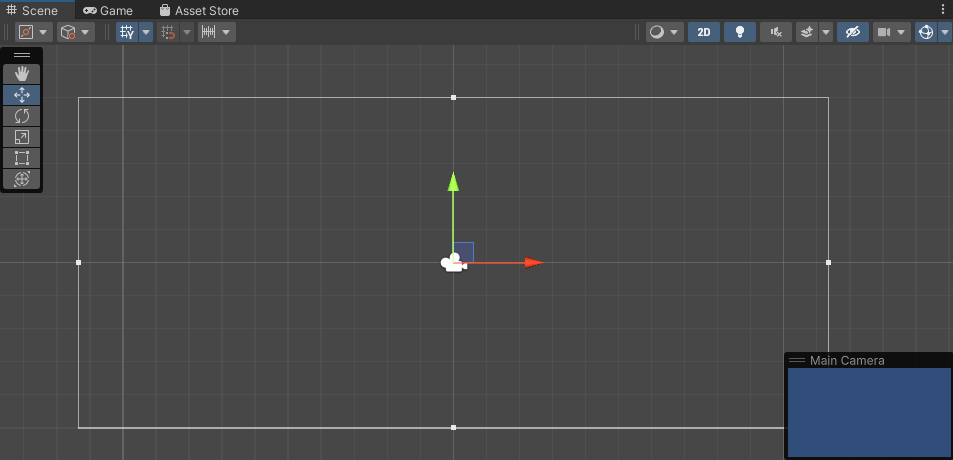 Scene Game Asset Store
Y 2D
Main Camera